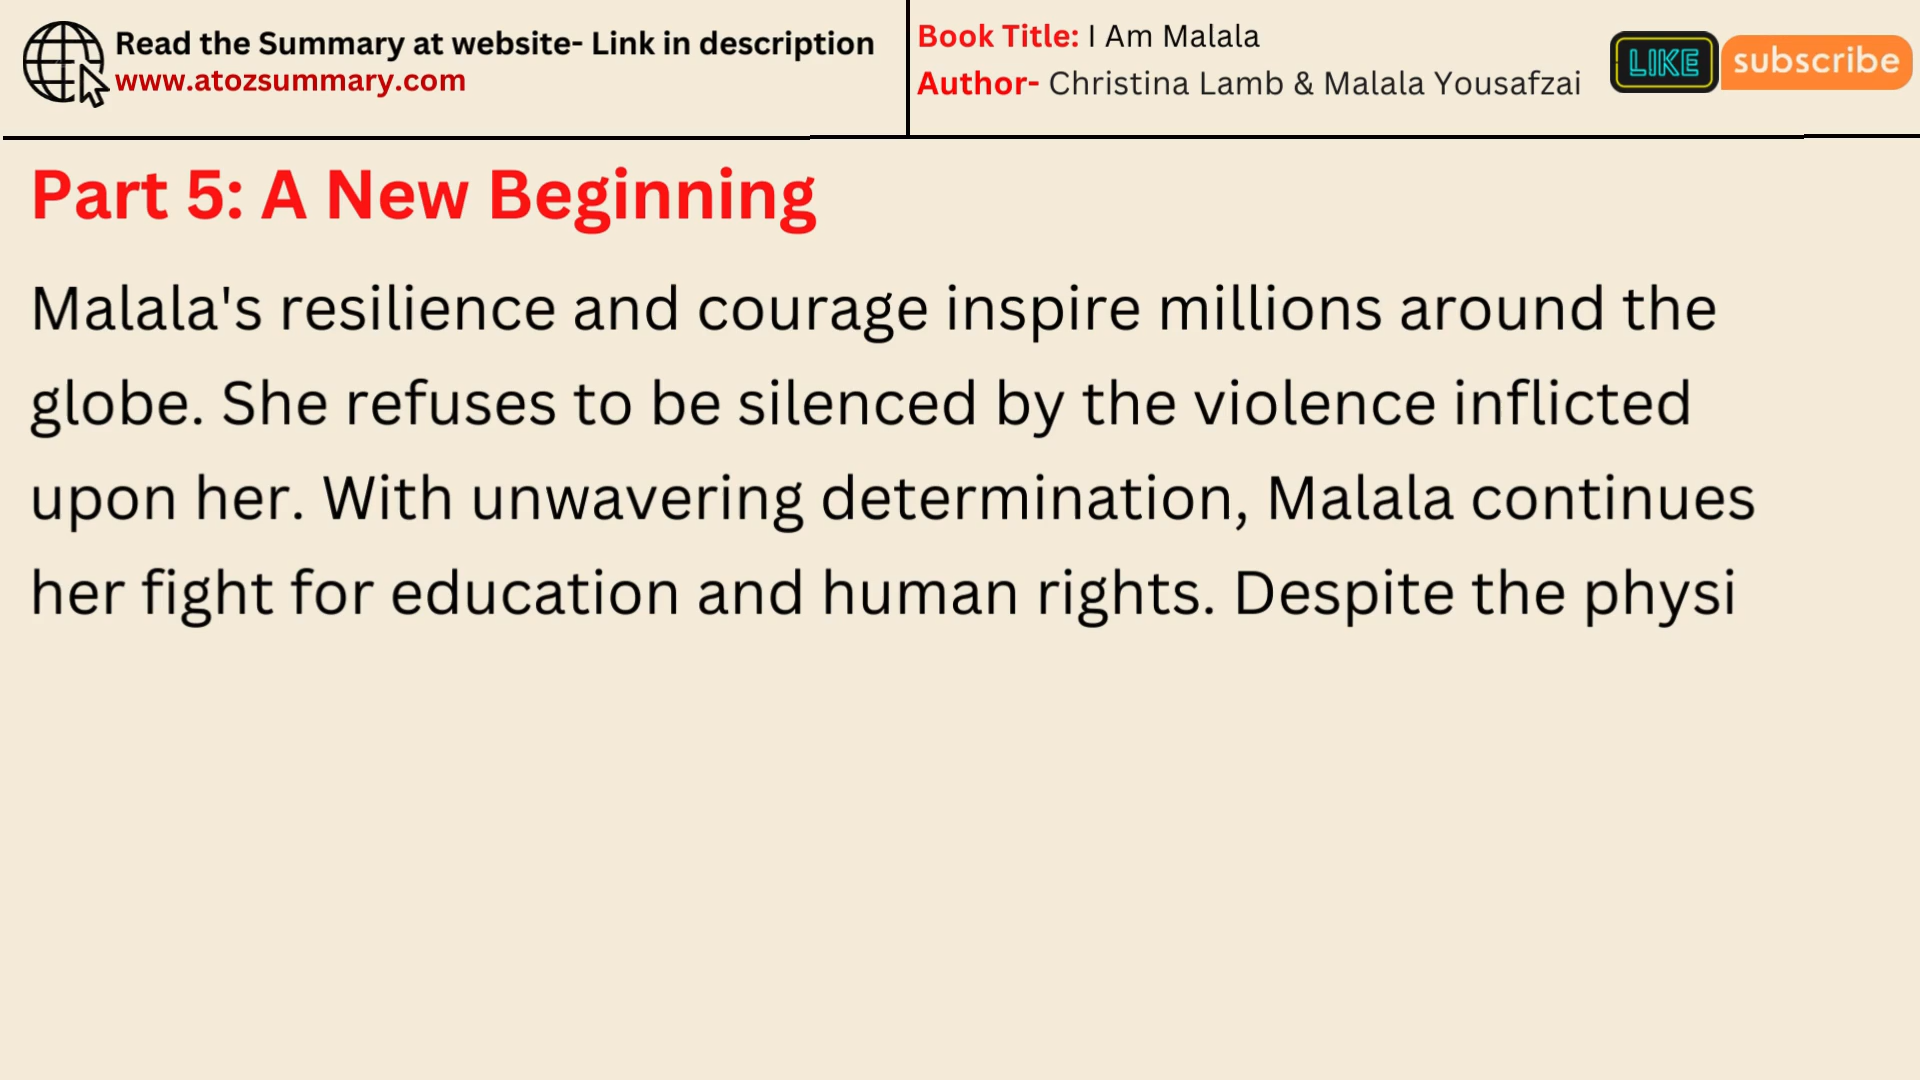 Read the Summary at website- Link in description
www.atozsummary.com
Book Title: I Am Malala
Author- Christina Lamb & Malala Yousafzai
LIKE
subscribe
Part 5: A New Beginning
Malala's resilience and courage inspire millions around the
globe. She refuses to be silenced by the violence inflicted
upon her. With unwavering determination, Malala continues
her fight for education and human rights. Despite the physi